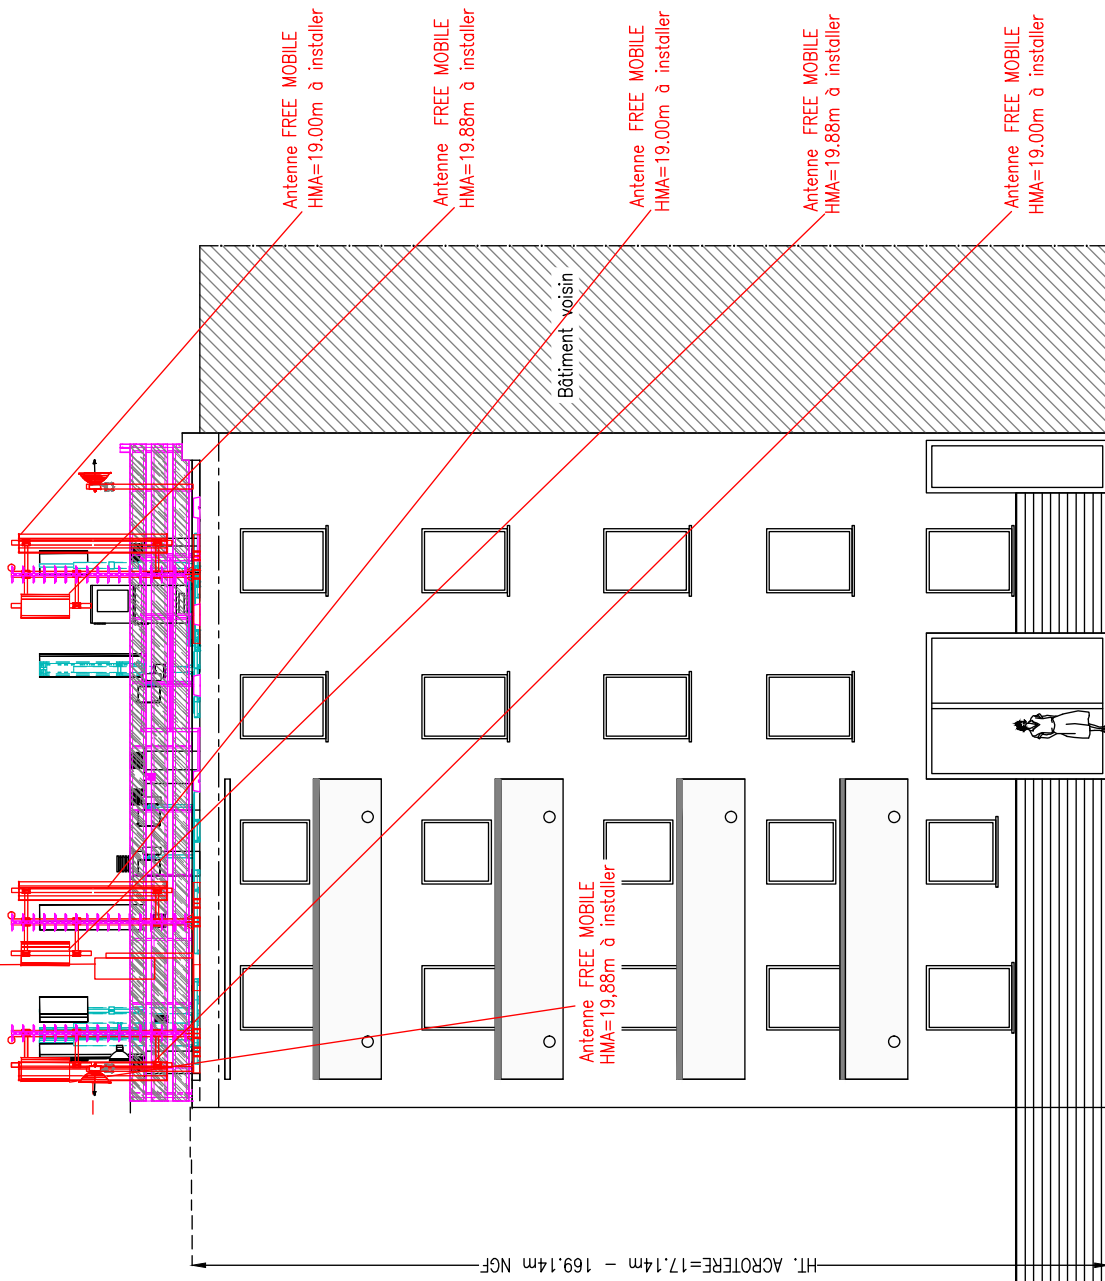 Antenne FREE MOBILE
HMA=19.00m à installer
Antenne FREE MOBILE
HMA=19.88m à installer
Antenne FREE MOBILE
HMA=19.00m à installer
Antenne FREE MOBILE
HMA=19.88m à installer
Antenne FREE MOBILE
HMA=19.00m à installer
Bâtiment voisin
Antenne FREE MOBILE
HMA=19,88m à installer
HT. ACROTERE=17.14m - 169.14m NGF